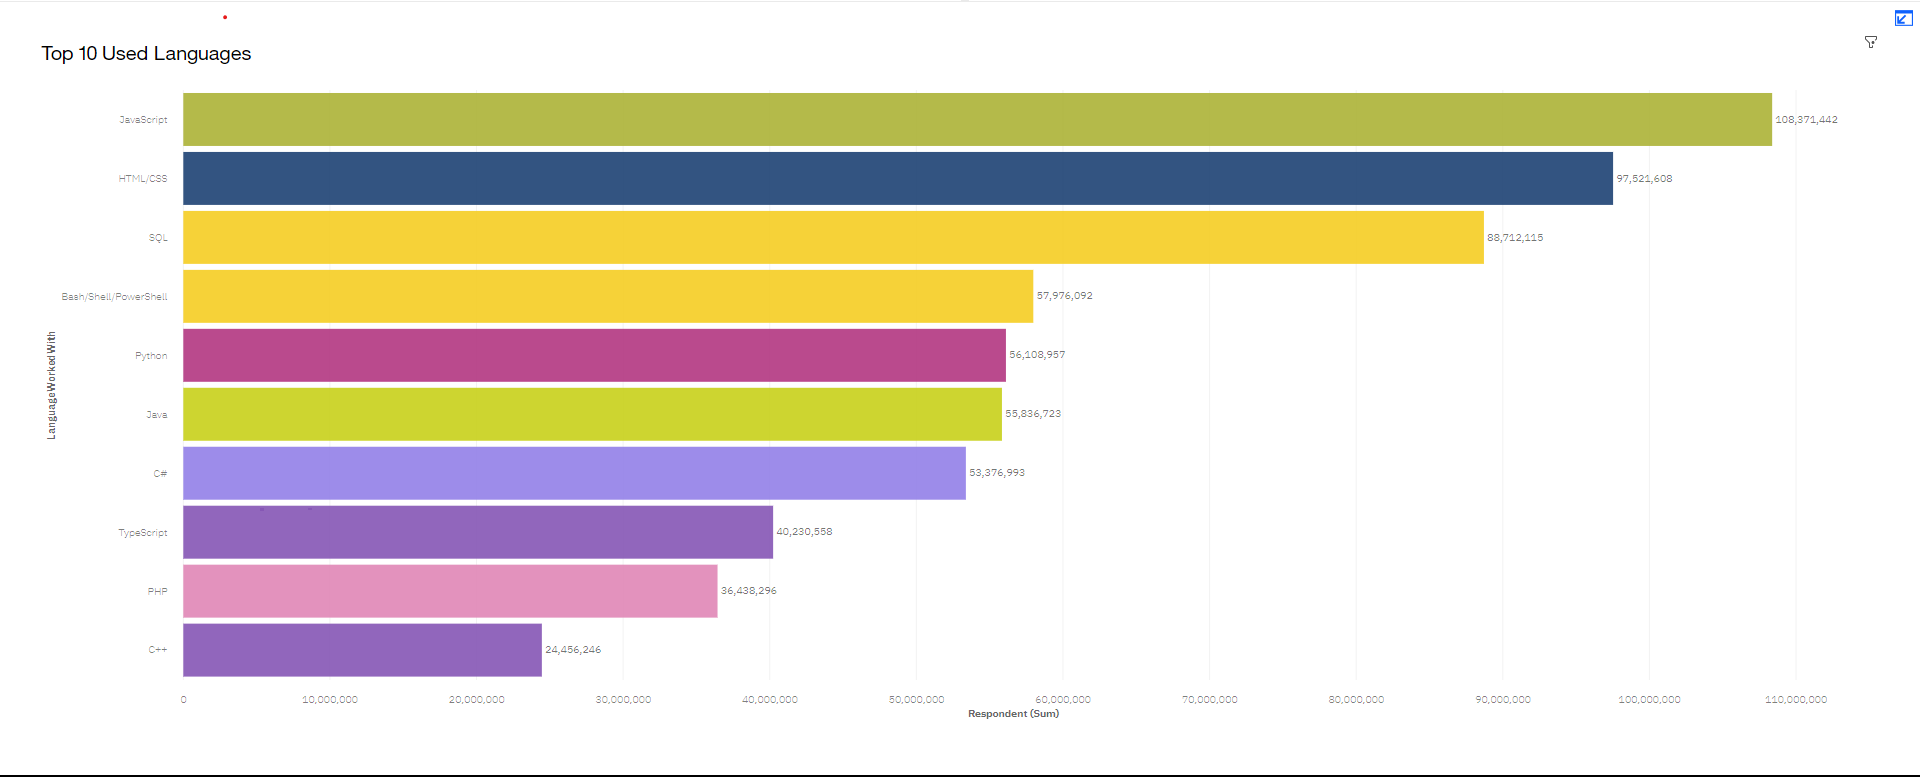 Top 10 Used Languages
JavaScript
108,371,442
HTML/CSS
97,521,608
SQL
88,712,115
Bash/Shell/PowerShell
57,976,092
Python
56,108,957
Java
55,836,723
C#
53,376,993
TypeScript
40,230,558
PHP
36,438,296
C++
24,456,246
LanguageWorkedWith
0 10,000,000 20,000,000 30,000,000 40,000,000 50,000,000 60,000,000 70,000,000 80,000,000 90,000,000 100,000,000 110,000,000
Respondent (Sum)